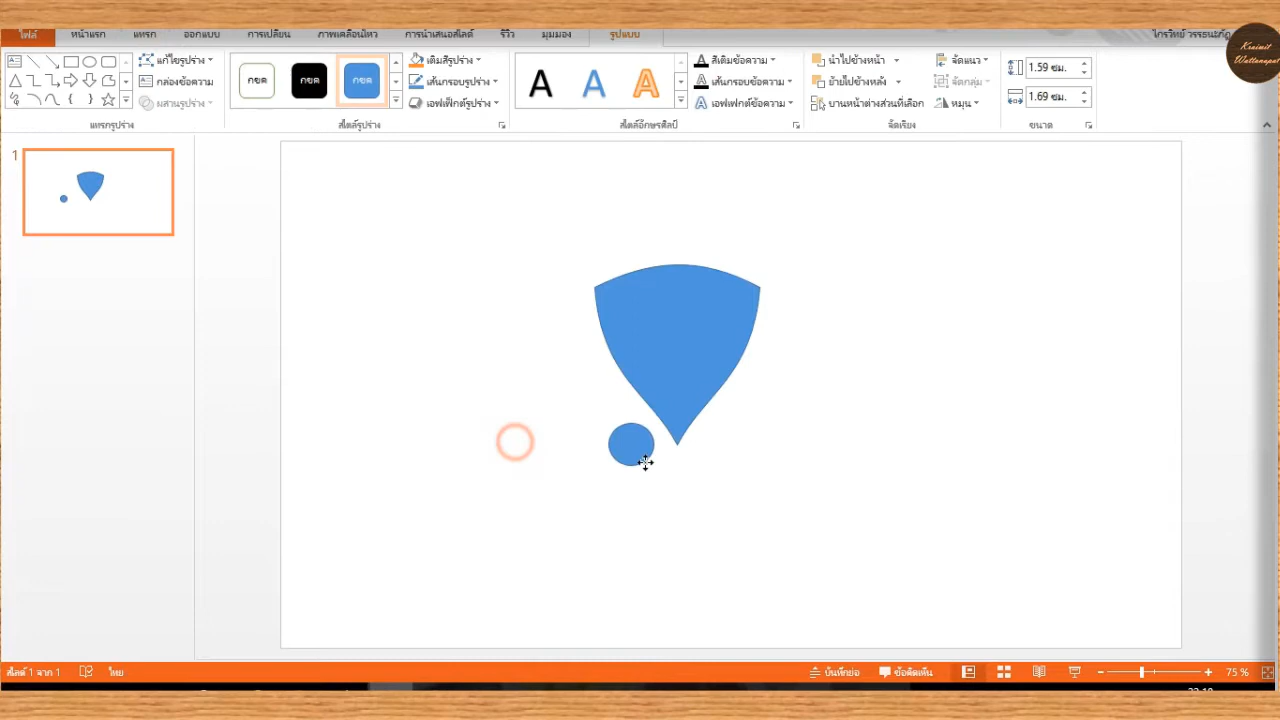 ไฟล์ หน้าแรก แทรก ออกแบบ การเปลี่ยน ภาพเคลื่อนไหว การนำเสนอสไลด์ รีวิว มุมมอง รูปแบบ
Kraiwit
Wattanapat
แก้ไขรูปร่าง
กล่องข้อความ
ผสานรูปร่าง
แทรกรูปร่าง
กขค กขค กขค
เติมสีรูปร่าง
เส้นกรอบรูปร่าง
เอฟเฟ็กต์รูปร่าง
สไตล์รูปร่าง
A A A
สีเติมข้อความ
เส้นกรอบข้อความ
เอฟเฟกต์ข้อความ
สไตล์อักษรศิลป์
นำไปข้างหน้า
ย้ายไปข้างหลัง
บานหน้าต่างส่วนที่เลือก
จัดแนว
จัดกลุ่ม
หมุน
จัดเรียง
1.59 ซม.
1.69 ซม.
ขนาด
1
สไลด์ 1 จาก 1 ไทย บันทึกย่อ ข้อคิดเห็น 75 %